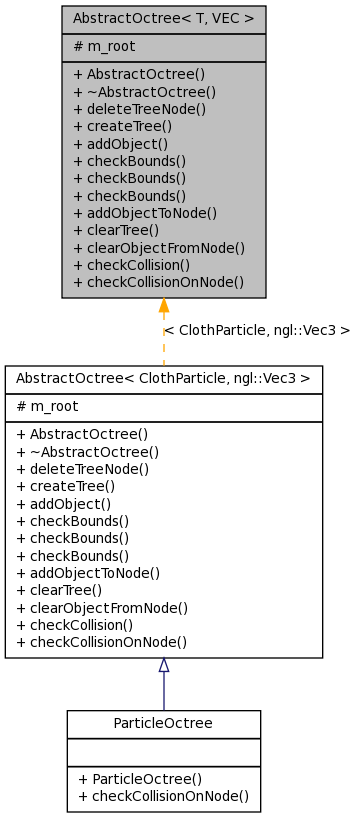 AbstractOctree< T, VEC >
# m_root
+ AbstractOctree()
+ ~AbstractOctree()
+ deleteTreeNode()
+ createTree()
+ addObject()
+ checkBounds()
+ checkBounds()
+ checkBounds()
+ addObjectToNode()
+ clearTree()
+ clearObjectFromNode()
+ checkCollision()
+ checkCollisionOnNode()
< ClothParticle, ngl::Vec3 >
AbstractOctree< ClothParticle, ngl::Vec3 >
# m_root
+ AbstractOctree()
+ ~AbstractOctree()
+ deleteTreeNode()
+ createTree()
+ addObject()
+ checkBounds()
+ checkBounds()
+ checkBounds()
+ addObjectToNode()
+ clearTree()
+ clearObjectFromNode()
+ checkCollision()
+ checkCollisionOnNode()
ParticleOctree
+ ParticleOctree()
+ checkCollisionOnNode()